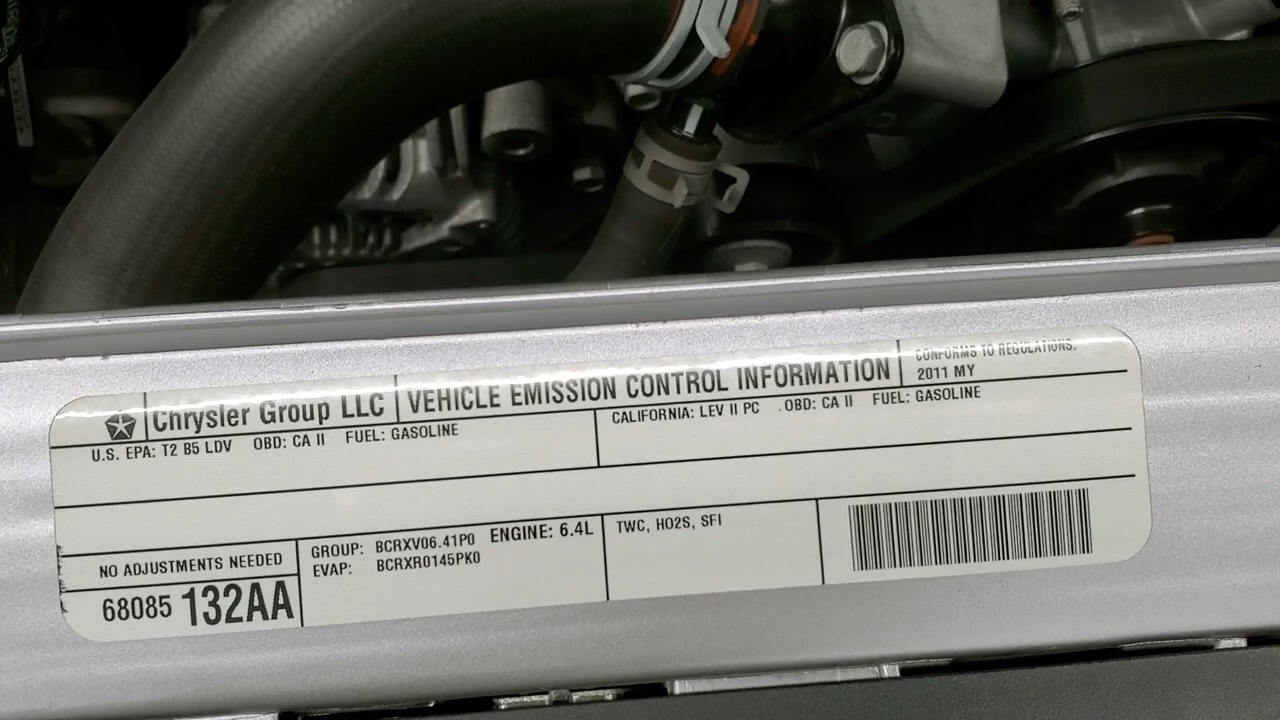 Chrysler Group LLC
VEHICLE EMISSION CONTROL INFORMATION
CONFORMS TO REGULATIONS:
2011 MY
U.S. EPA: T2 B5 LDV OBD: CA II FUEL: GASOLINE
CALIFORNIA: LEV II PC . OBD: CA II FUEL: GASOLINE
NO ADJUSTMENTS NEEDED
68085 132AA
GROUP: BCRXV06.41P0 ENGINE: 6.4L
EVAP: BCRXR0145PK0
TWC, HO2S, SFI